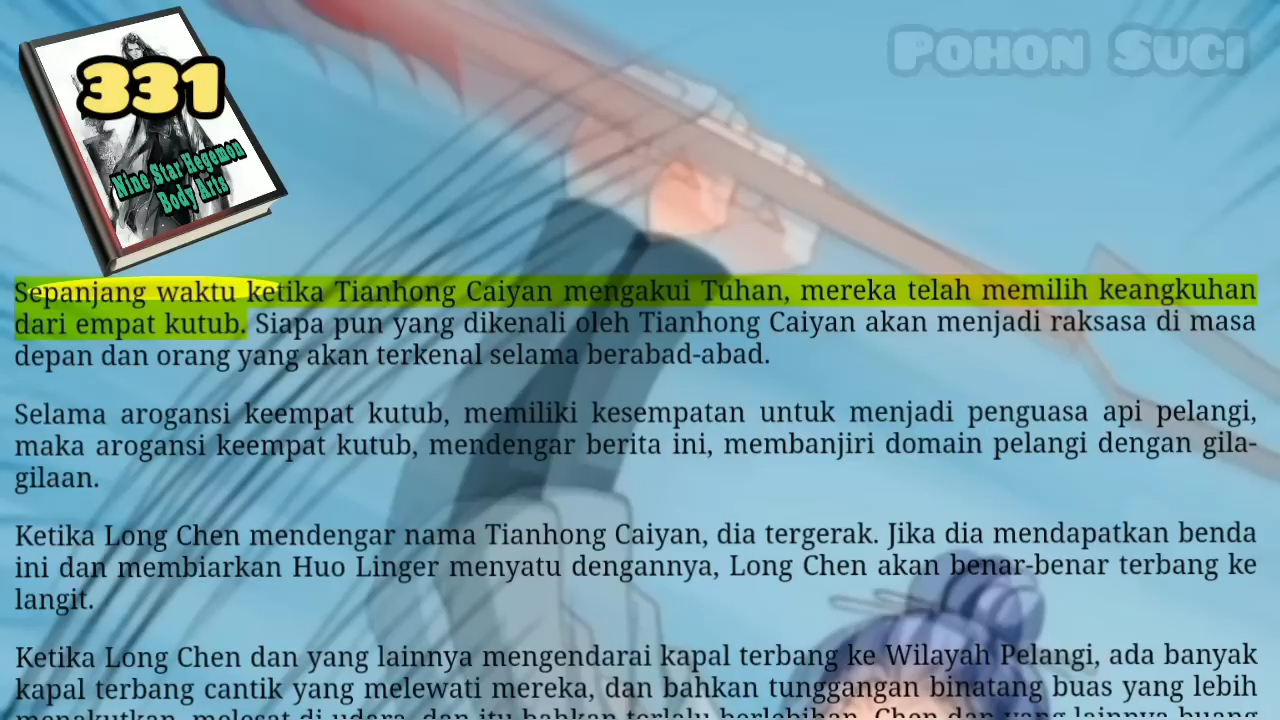 Pohon Suci
331
Nine Star Hegemon
Body Arts
Sepanjang waktu ketika Tianhong Caiyan mengakui Tuhan, mereka telah memilih keangkuhan
dari empat kutub. Siapa pun yang dikenali oleh Tianhong Caiyan akan menjadi raksasa di masa
depan dan orang yang akan terkenal selama berabad-abad.
Selama arogansi keempat kutub, memiliki kesempatan untuk menjadi penguasa api pelangi,
maka arogansi keempat kutub, mendengar berita ini, membanjiri domain pelangi dengan gila-
gilaan.
Ketika Long Chen mendengar nama Tianhong Caiyan, dia tergerak. Jika dia mendapatkan benda
ini dan membiarkan Huo Linger menyatu dengannya, Long Chen akan benar-benar terbang ke
langit.
Ketika Long Chen dan yang lainnya mengendarai kapal terbang ke Wilayah Pelangi, ada banyak
kapal terbang cantik yang melewati mereka, dan bahkan tunggangan binatang buas yang lebih